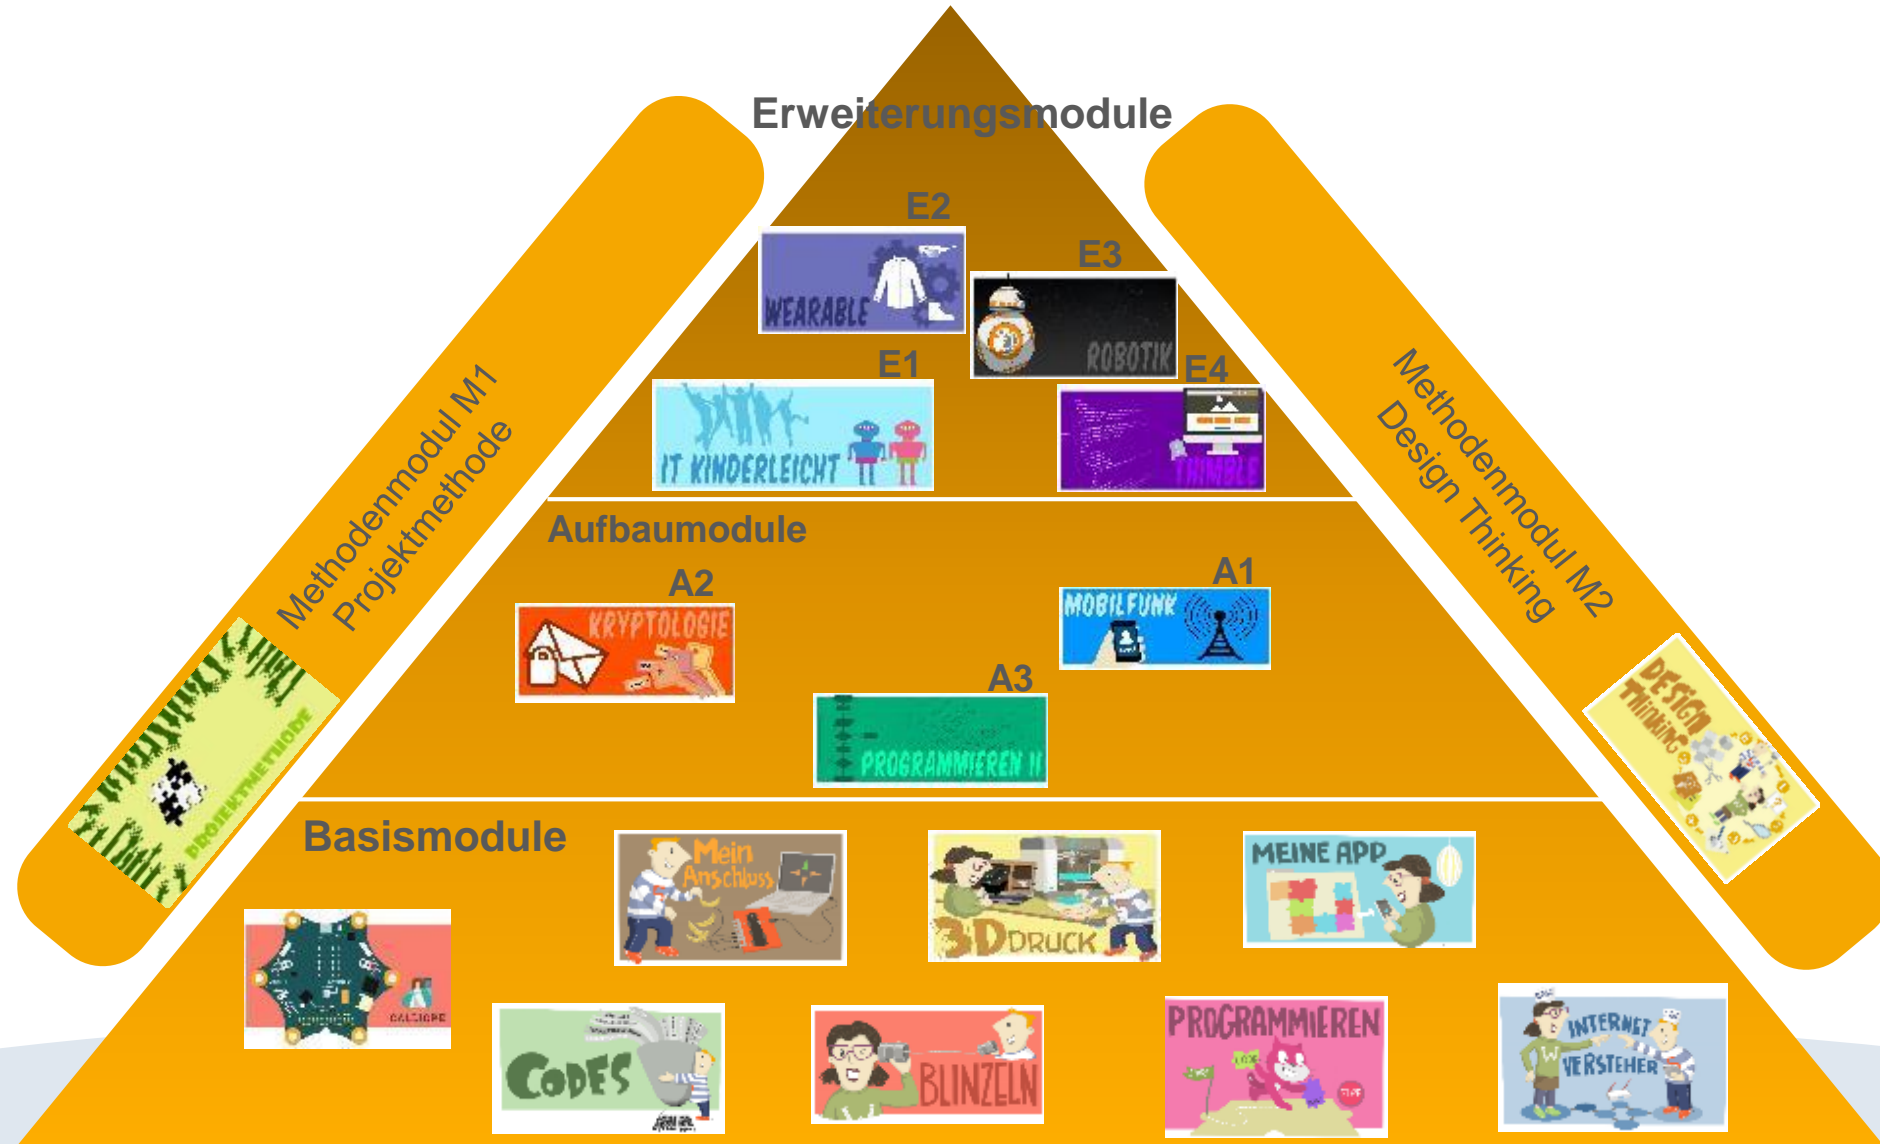 Erweiterungsmodule
E2
WEARABLE
E3
ROBOTIK
E1
IT KINDERLEICHT
E4
THIMBLE
Methodenmodul M1
Projektmethode
PROJEKTMETHODE
Methodenmodul M2
Design Thinking
DESIGN
THINKING
Aufbaumodule
A2
KRYPTOLOGIE
A1
MOBILFUNK
A3
PROGRAMMIEREN II
Basismodule
Mein
Anschluss
3D DRUCK
MEINE APP
CALLIOPE
CODES
BLINZELN
PROGRAMMIEREN
INTERNET
VERSTEHER
W